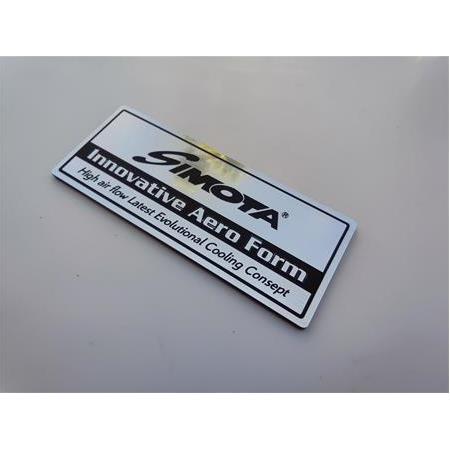 SIMOTA®
Innovative Aero Form
High air flow Latest Evolutional Cooling Consept